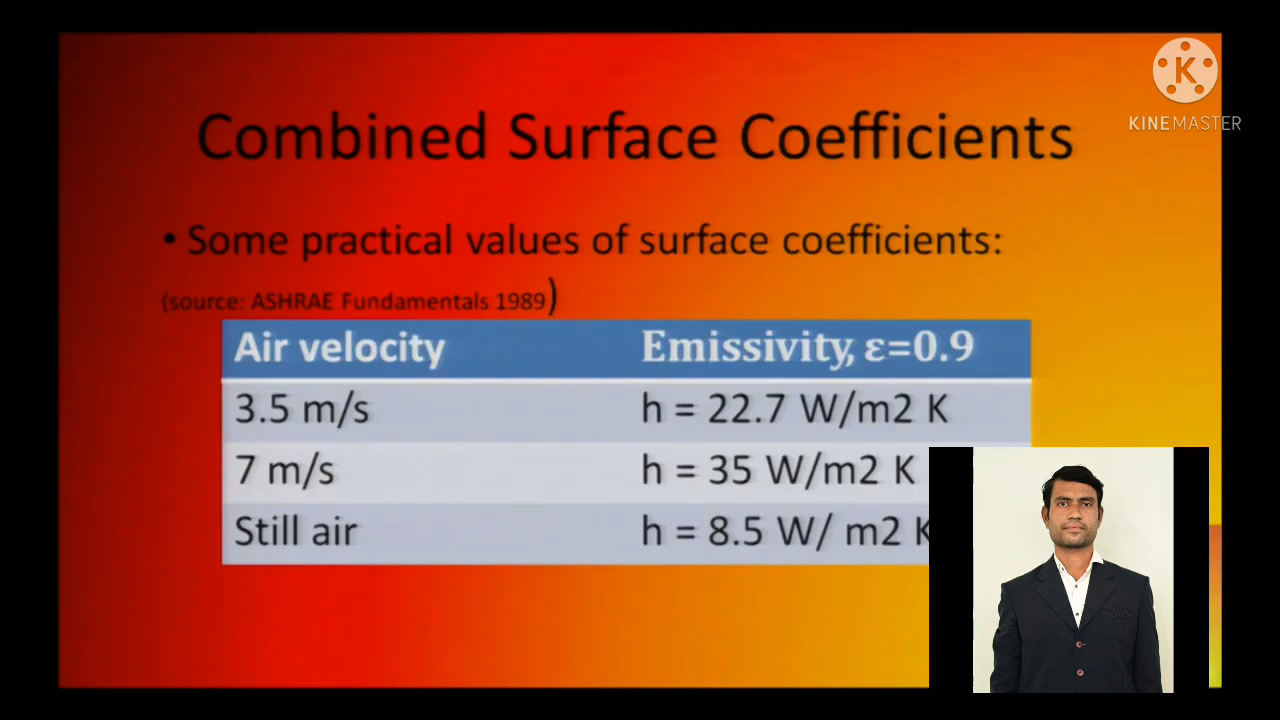 K
KINEMASTER
Combined Surface Coefficients
• Some practical values of surface coefficients:
(source: ASHRAE Fundamentals 1989)
Air velocity Emissivity, ε=0.9
3.5 m/s h = 22.7 W/m2 K
7 m/s h = 35 W/m2 K
Still air h = 8.5 W/ m2 K